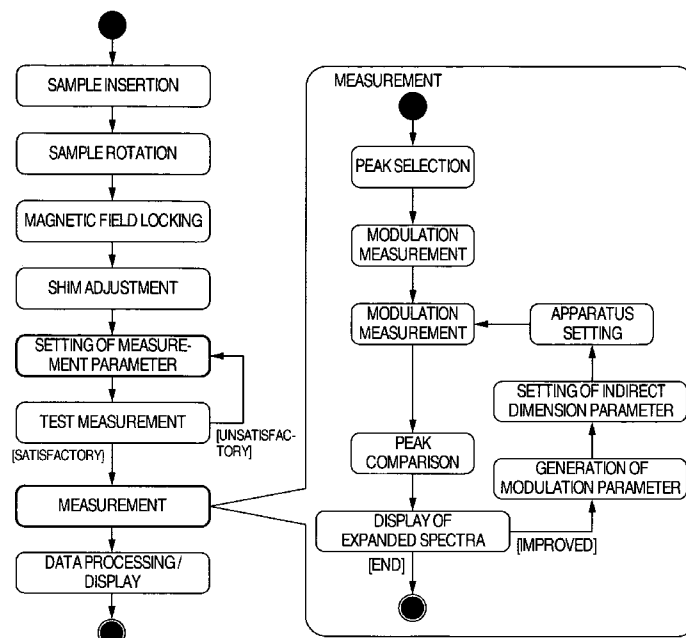 SAMPLE INSERTION
SAMPLE ROTATION
MAGNETIC FIELD LOCKING
SHIM ADJUSTMENT
SETTING OF MEASURE-
MENT PARAMETER
TEST MEASUREMENT
[UNSATISFAC-
TORY]
[SATISFACTORY]
MEASUREMENT
DATA PROCESSING /
DISPLAY
MEASUREMENT
PEAK SELECTION
MODULATION
MEASUREMENT
MODULATION
MEASUREMENT
PEAK
COMPARISON
DISPLAY OF
EXPANDED SPECTRA
[IMPROVED]
[END]
GENERATION OF
MODULATION PARAMETER
SETTING OF INDIRECT
DIMENSION PARAMETER
APPARATUS
SETTING